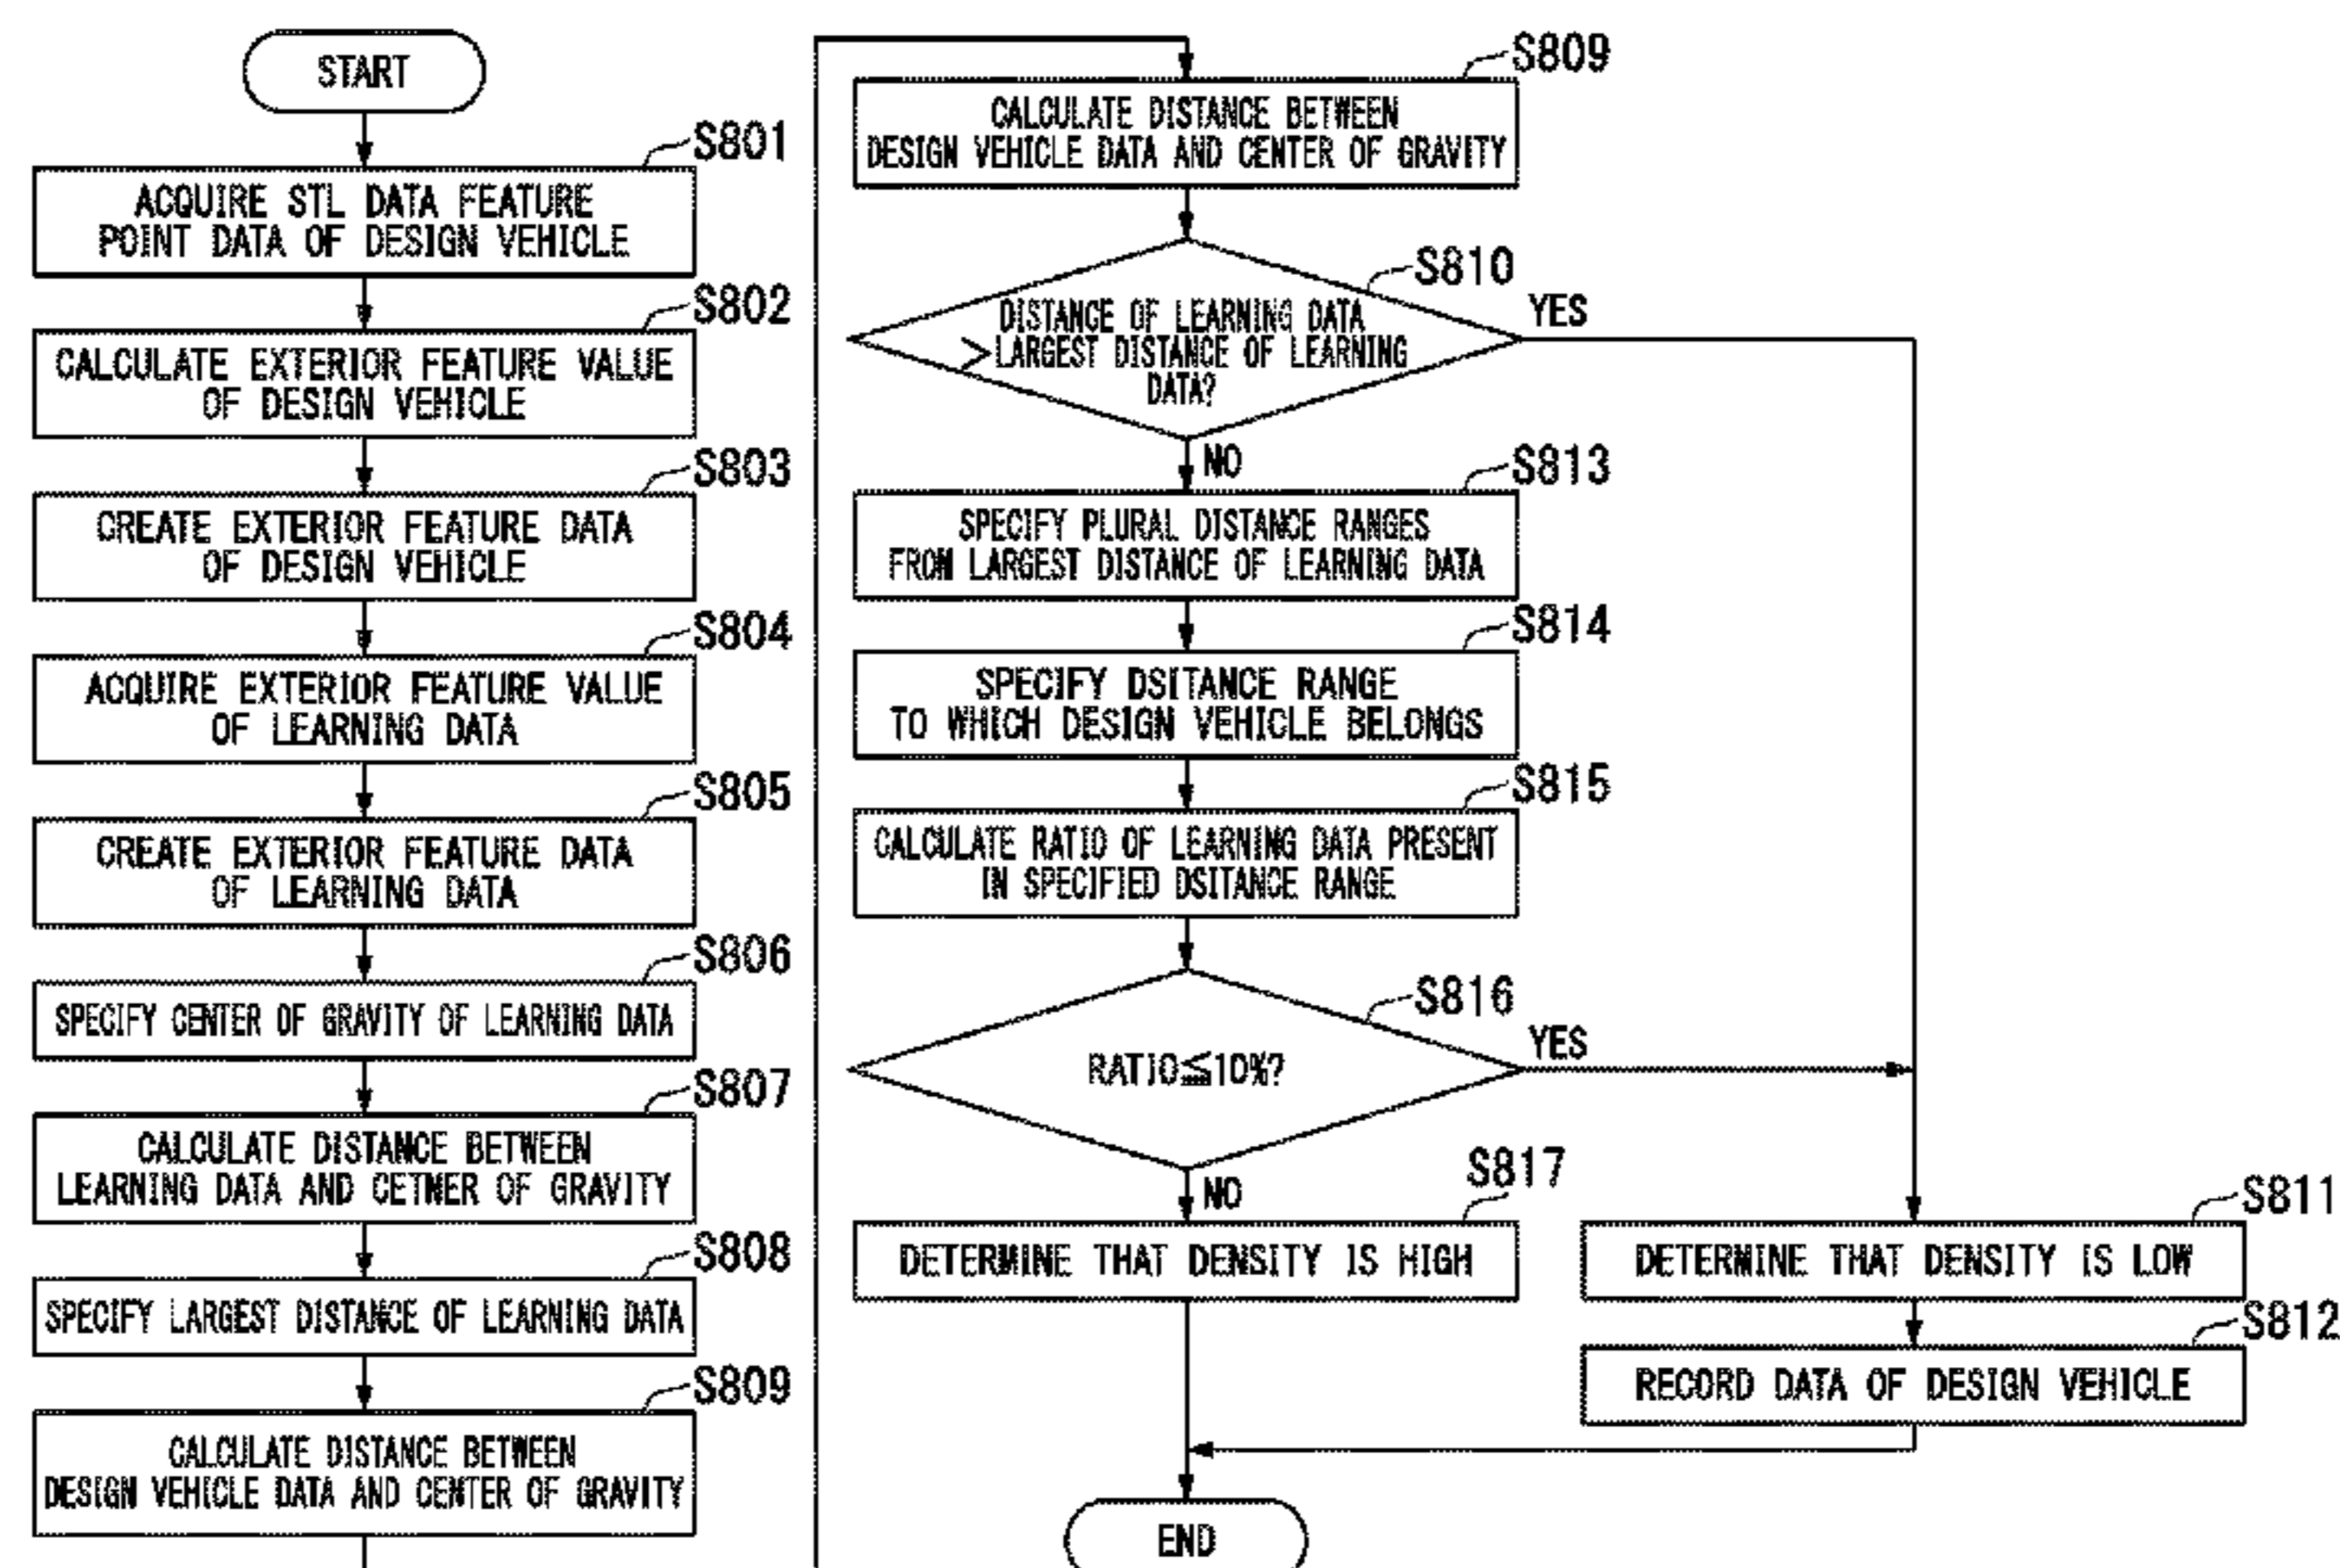 START
S801
ACQUIRE STL DATA FEATURE
POINT DATA OF DESIGN VEHICLE
S802
CALCULATE EXTERIOR FEATURE VALUE
OF DESIGN VEHICLE
S803
CREATE EXTERIOR FEATURE DATA
OF DESIGN VEHICLE
S804
ACQUIRE EXTERIOR FEATURE VALUE
OF LEARNING DATA
S805
CREATE EXTERIOR FEATURE DATA
OF LEARNING DATA
S806
SPECIFY CENTER OF GRAVITY OF LEARNING DATA
S807
CALCULATE DISTANCE BETWEEN
LEARNING DATA AND CETNER OF GRAVITY
S808
SPECIFY LARGEST DISTANCE OF LEARNING DATA
S809
CALCULATE DISTANCE BETWEEN
DESIGN VEHICLE DATA AND CENTER OF GRAVITY
S809
CALCULATE DISTANCE BETWEEN
DESIGN VEHICLE DATA AND CENTER OF GRAVITY
S810
DISTANCE OF LEARNING DATA
>LARGEST DISTANCE OF LEARNING
DATA?
YES
NO
S813
SPECIFY PLURAL DISTANCE RANGES
FROM LARGEST DISTANCE OF LEARNING DATA
S814
SPECIFY DSITANCE RANGE
TO WHICH DESIGN VEHICLE BELONGS
S815
CALCULATE RATIO OF LEARNING DATA PRESENT
IN SPECIFIED DSITANCE RANGE
S816
RATIO≦10%?
YES
NO
S817
DETERMINE THAT DENSITY IS HIGH
S811
DETERMINE THAT DENSITY IS LOW
S812
RECORD DATA OF DESIGN VEHICLE
END